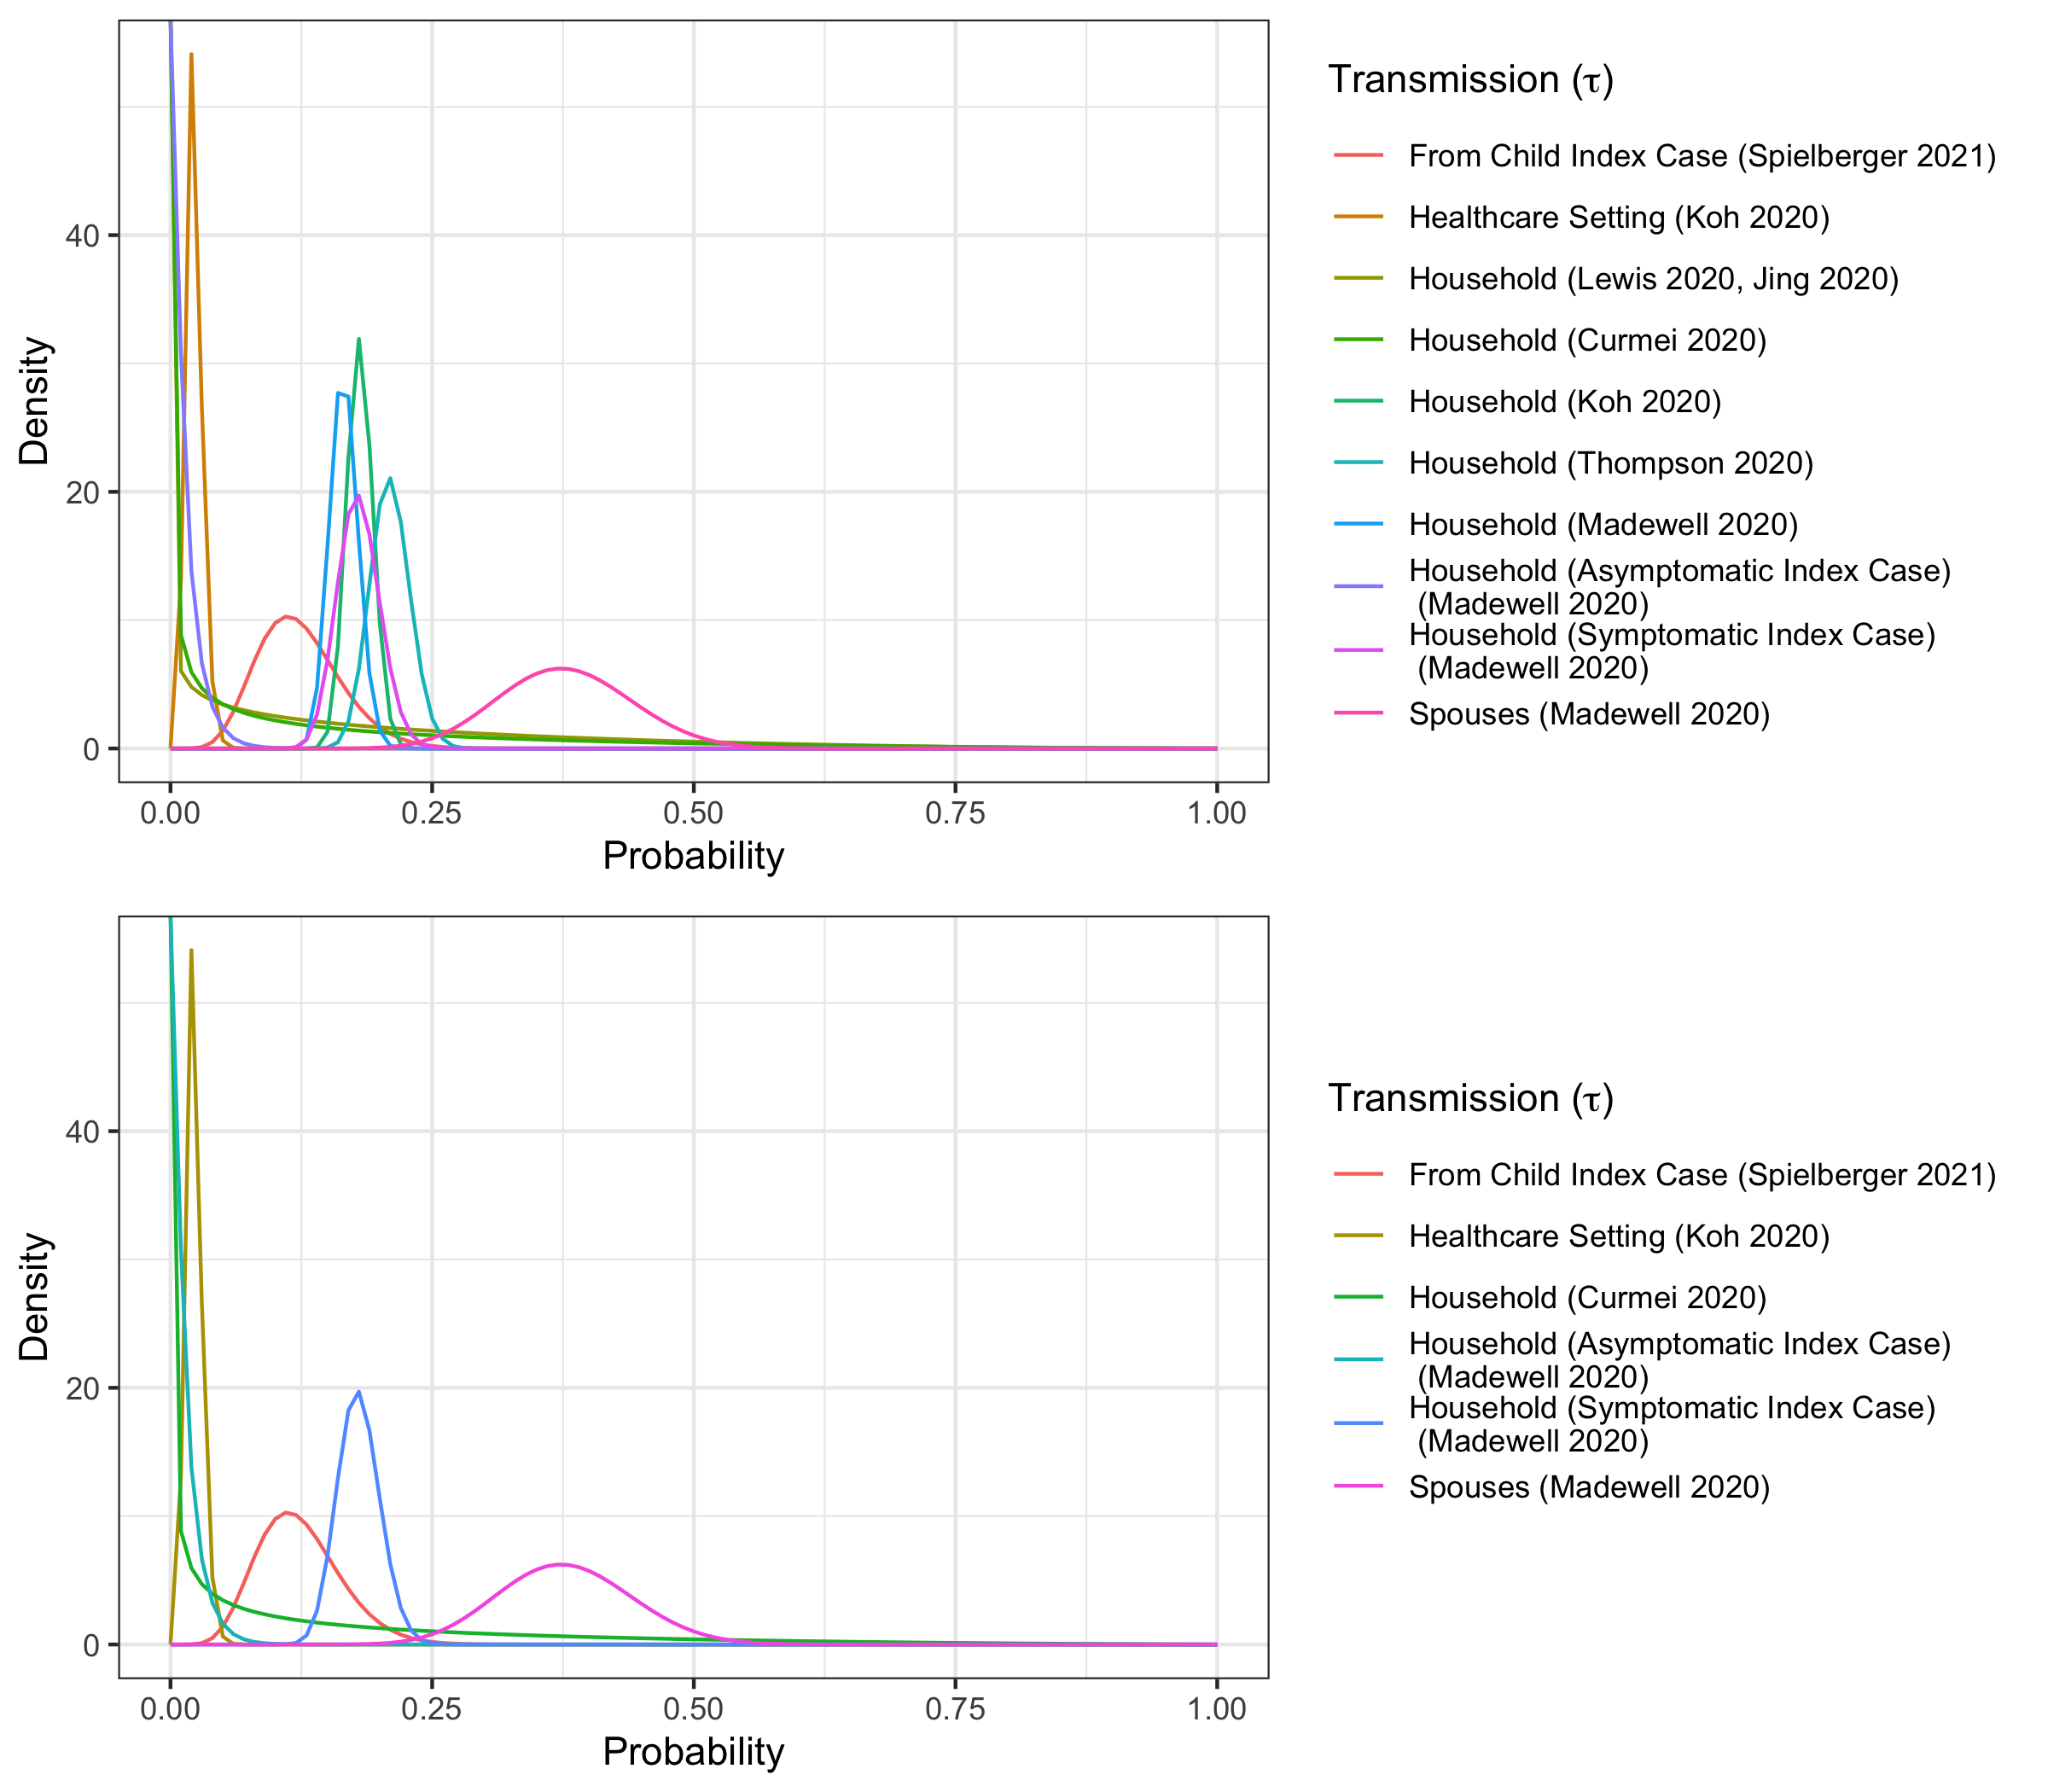 Transmission (τ)
From Child Index Case (Spielberger 2021)
Healthcare Setting (Koh 2020)
Household (Lewis 2020, Jing 2020)
Household (Curmei 2020)
Household (Koh 2020)
Household (Thompson 2020)
Household (Madewell 2020)
Household (Asymptomatic Index Case)
(Madewell 2020)
Household (Symptomatic Index Case)
(Madewell 2020)
Spouses (Madewell 2020)
Density
40
20
0
0.00 0.25 0.50 0.75 1.00
Probability
Transmission (τ)
From Child Index Case (Spielberger 2021)
Healthcare Setting (Koh 2020)
Household (Curmei 2020)
Household (Asymptomatic Index Case)
(Madewell 2020)
Household (Symptomatic Index Case)
(Madewell 2020)
Spouses (Madewell 2020)
Density
40
20
0
0.00 0.25 0.50 0.75 1.00
Probability